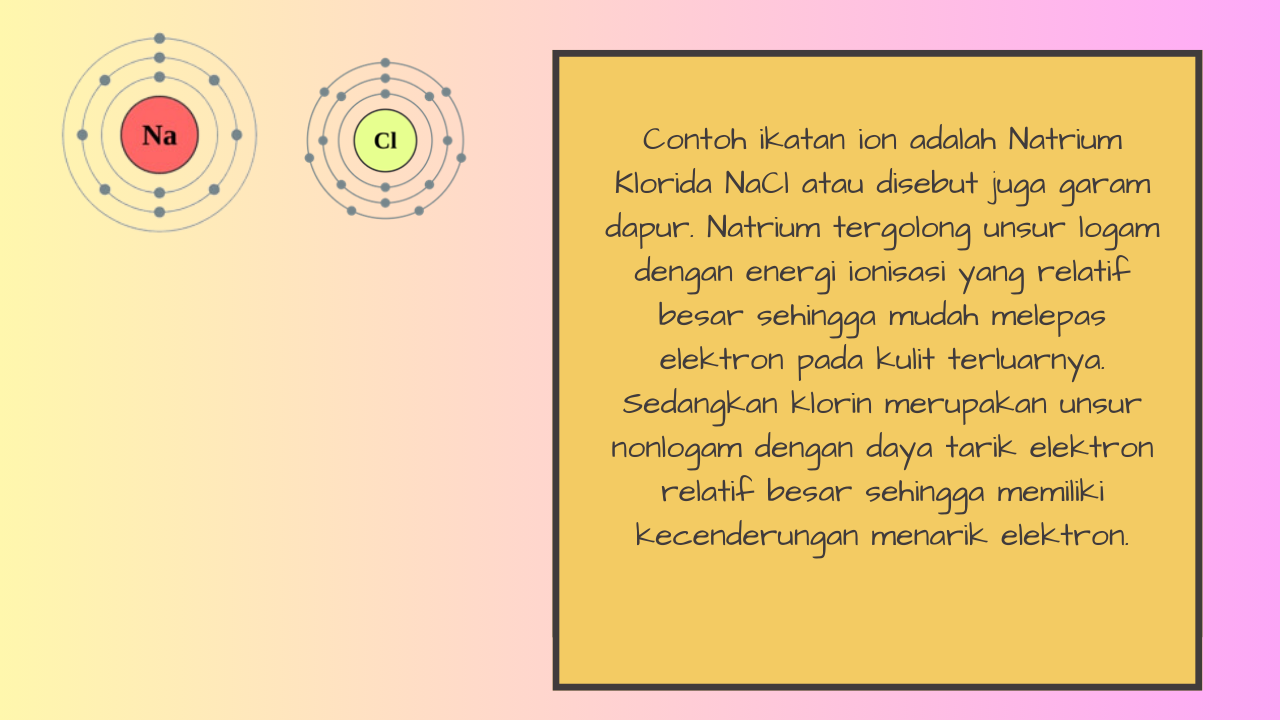 Na
Cl
Contoh ikatan ion adalah Natrium
Klorida NaCl atau disebut juga garam
dapur. Natrium tergolong unsur logam
dengan energi ionisasi yang relatif
besar sehingga mudah melepas
elektron pada kulit terluarnya.
Sedangkan klorin merupakan unsur
nonlogam dengan daya tarik elektron
relatif besar sehingga memiliki
kecenderungan menarik elektron.